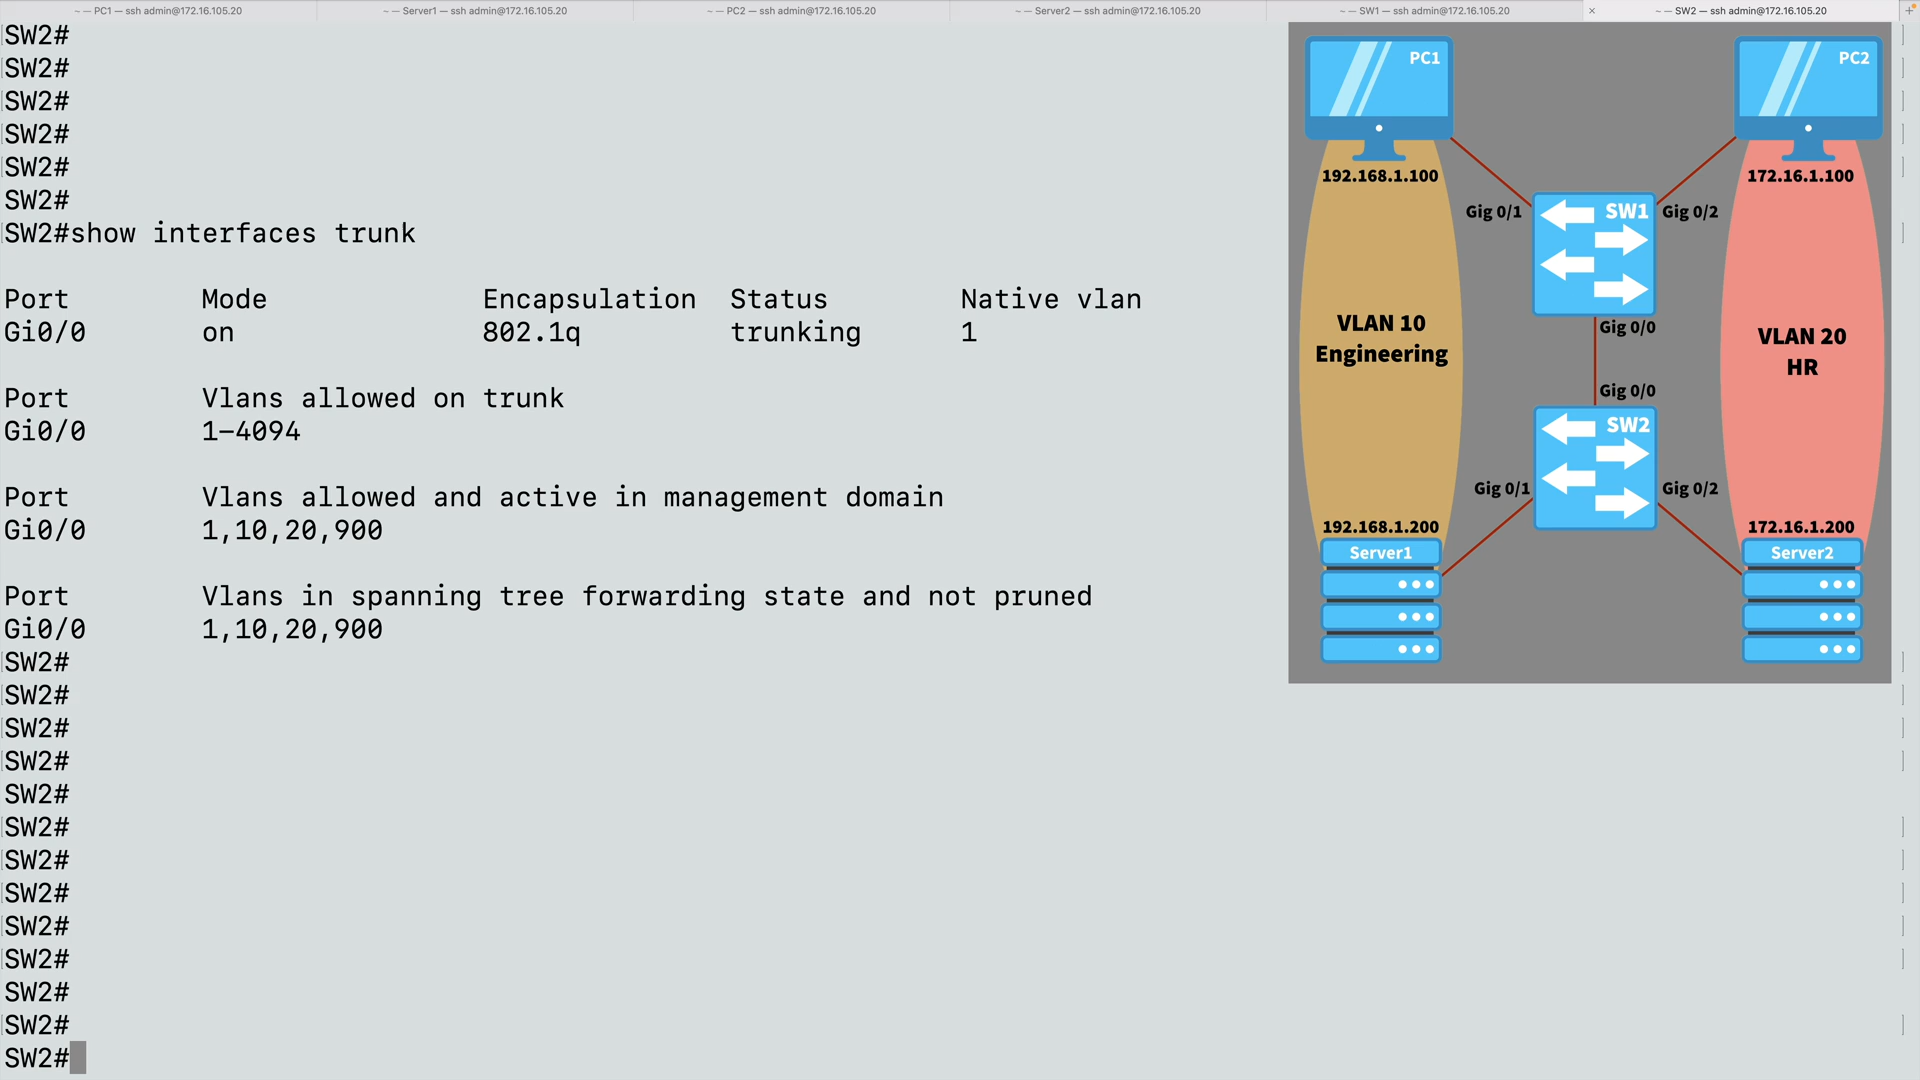 ~ — PC1 — ssh admin@172.16.105.20
~ — Server1 — ssh admin@172.16.105.20
~ — PC2 — ssh admin@172.16.105.20
~ — Server2 — ssh admin@172.16.105.20
~ — SW1 — ssh admin@172.16.105.20
~ — SW2 — ssh admin@172.16.105.20
SW2#
SW2#
SW2#
SW2#
SW2#
SW2#
SW2#show interfaces trunk
Port Mode Encapsulation Status Native vlan
Gi0/0 on 802.1q trunking 1
Port Vlans allowed on trunk
Gi0/0 1-4094
Port Vlans allowed and active in management domain
Gi0/0 1,10,20,900
Port Vlans in spanning tree forwarding state and not pruned
Gi0/0 1,10,20,900
SW2#
SW2#
SW2#
SW2#
SW2#
SW2#
SW2#
SW2#
SW2#
SW2#
SW2#
SW2#
SW2#
PC1
PC2
192.168.1.100
172.16.1.100
Gig 0/1
SW1
Gig 0/2
VLAN 10
Engineering
Gig 0/0
VLAN 20
HR
Gig 0/0
SW2
Gig 0/1
Gig 0/2
192.168.1.200
172.16.1.200
Server1
Server2